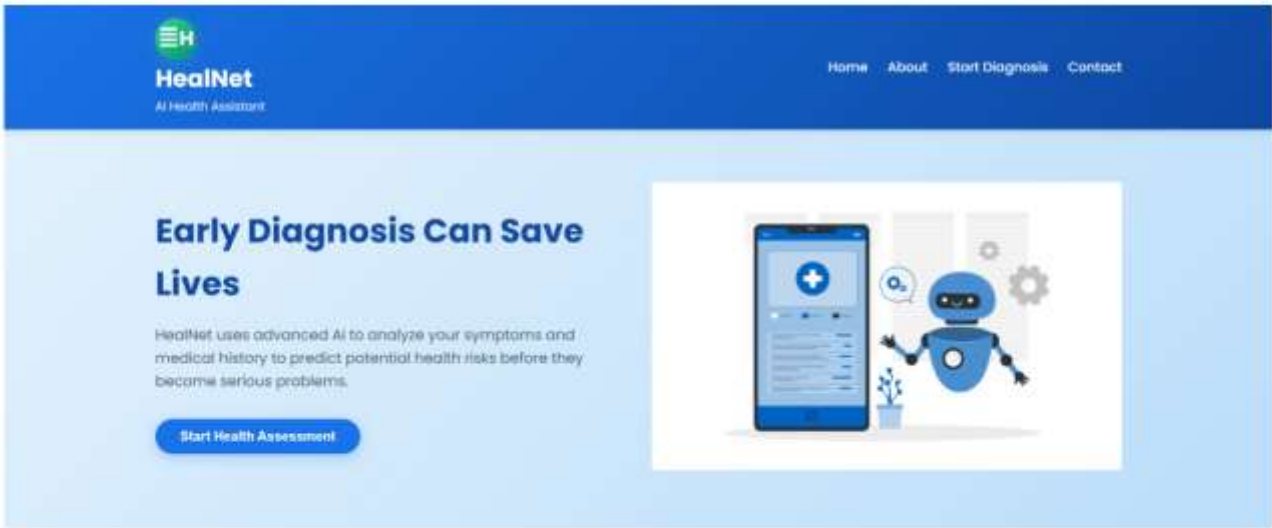 H
HealNet
AI Health Assistant
Home About Start Diagnosis Contact
Early Diagnosis Can Save
Lives
HealNet uses advanced AI to analyze your symptoms and
medical history to predict potential health risks before they
become serious problems.
Start Health Assessment